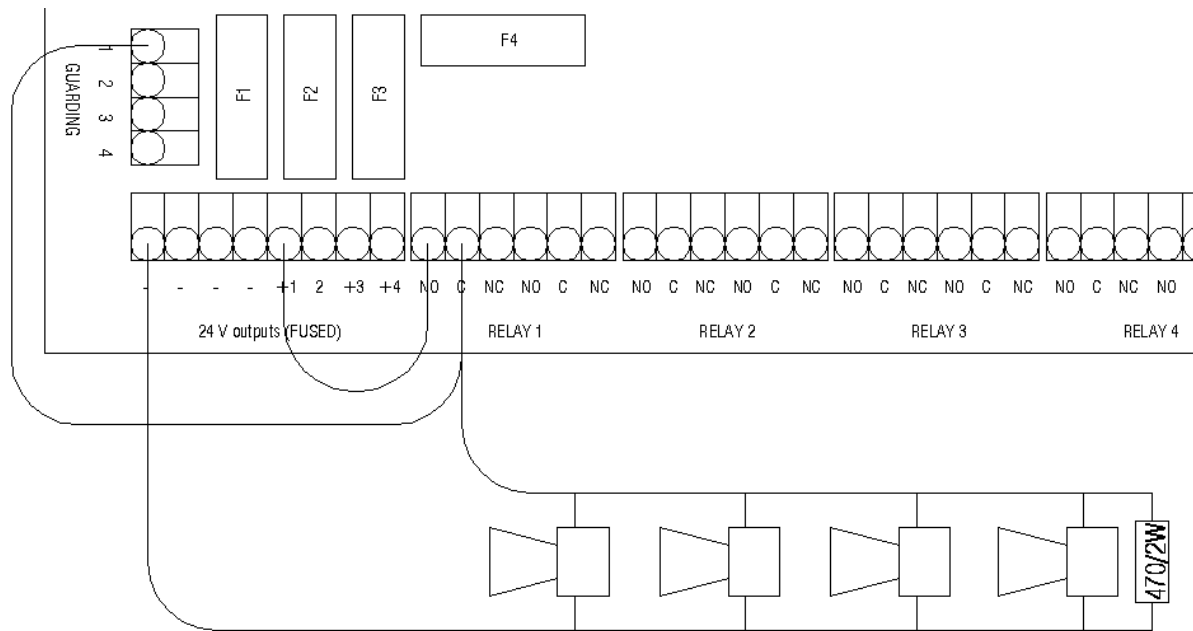 F4
F1
F2
F3
GUARDING
1
2
3
4
- - - - +1 2 +3 +4
NO C NC NO C NC
NO C NC NO C NC
NO C NC NO C NC
NO C NC NO
24 V outputs (FUSED)
RELAY 1
RELAY 2
RELAY 3
RELAY 4
470/2W